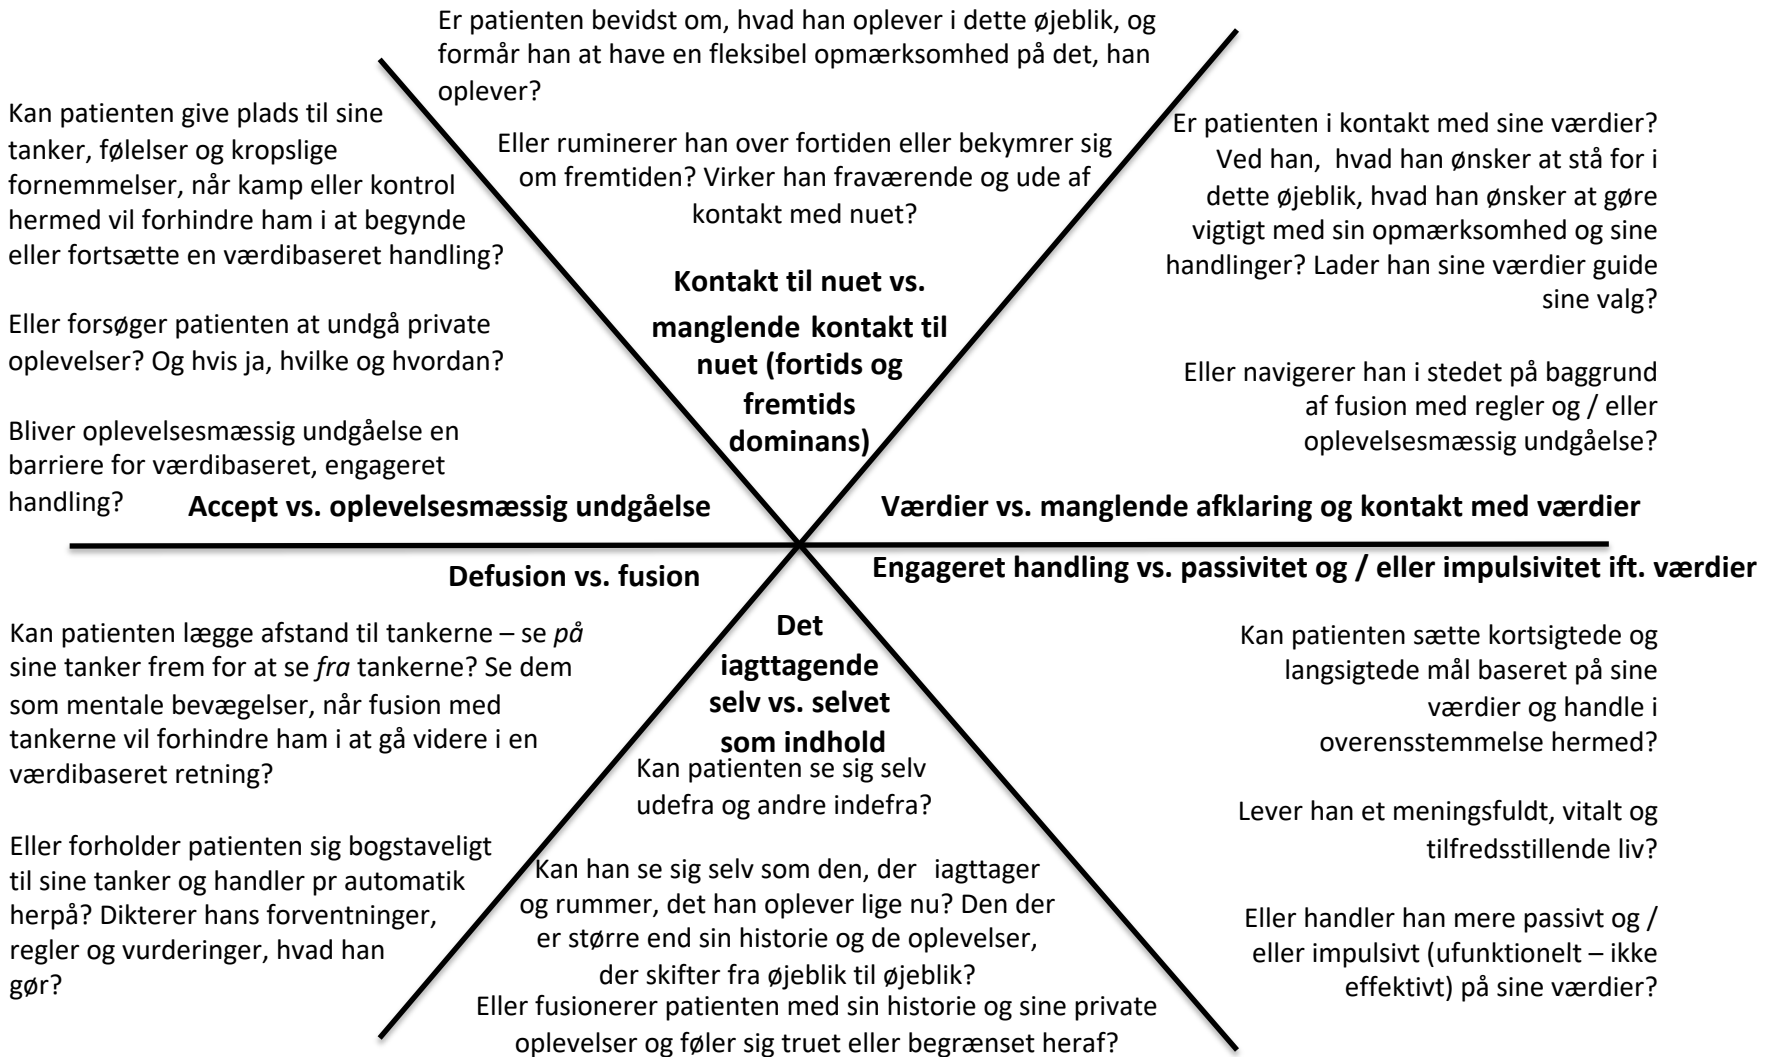 Er patienten bevidst om, hvad han oplever i dette øjeblik, og
formår han at have en fleksibel opmærksomhed på det, han
oplever?
Eller ruminerer han over fortiden eller bekymrer sig
om fremtiden? Virker han fraværende og ude af
kontakt med nuet?
Kontakt til nuet vs.
manglende kontakt til
nuet (fortids og
fremtids
dominans)
Kan patienten give plads til sine
tanker, følelser og kropslige
fornemmelser, når kamp eller kontrol
hermed vil forhindre ham i at begynde
eller fortsætte en værdibaseret handling?
Eller forsøger patienten at undgå private
oplevelser? Og hvis ja, hvilke og hvordan?
Bliver oplevelsesmæssig undgåelse en
barriere for værdibaseret, engageret
handling?
Accept vs. oplevelsesmæssig undgåelse
Er patienten i kontakt med sine værdier?
Ved han, hvad han ønsker at stå for i
dette øjeblik, hvad han ønsker at gøre
vigtigt med sin opmærksomhed og sine
handlinger? Lader han sine værdier guide
sine valg?
Eller navigerer han i stedet på baggrund
af fusion med regler og / eller
oplevelsesmæssig undgåelse?
Værdier vs. manglende afklaring og kontakt med værdier
Defusion vs. fusion
Kan patienten lægge afstand til tankerne – se på
sine tanker frem for at se fra tankerne? Se dem
som mentale bevægelser, når fusion med
tankerne vil forhindre ham i at gå videre i en
værdibaseret retning?
Eller forholder patienten sig bogstaveligt
til sine tanker og handler pr automatik
herpå? Dikterer hans forventninger,
regler og vurderinger, hvad han
gør?
Det
iagttagende
selv vs. selvet
som indhold
Kan patienten se sig selv
udefra og andre indefra?
Kan han se sig selv som den, der iagttager
og rummer, det han oplever lige nu? Den der
er større end sin historie og de oplevelser,
der skifter fra øjeblik til øjeblik?
Eller fusionerer patienten med sin historie og sine private
oplevelser og føler sig truet eller begrænset heraf?
Engageret handling vs. passivitet og / eller impulsivitet ift. værdier
Kan patienten sætte kortsigtede og
langsigtede mål baseret på sine
værdier og handle i
overensstemmelse hermed?
Lever han et meningsfuldt, vitalt og
tilfredsstillende liv?
Eller handler han mere passivt og /
eller impulsivt (ufunktionelt – ikke
effektivt) på sine værdier?